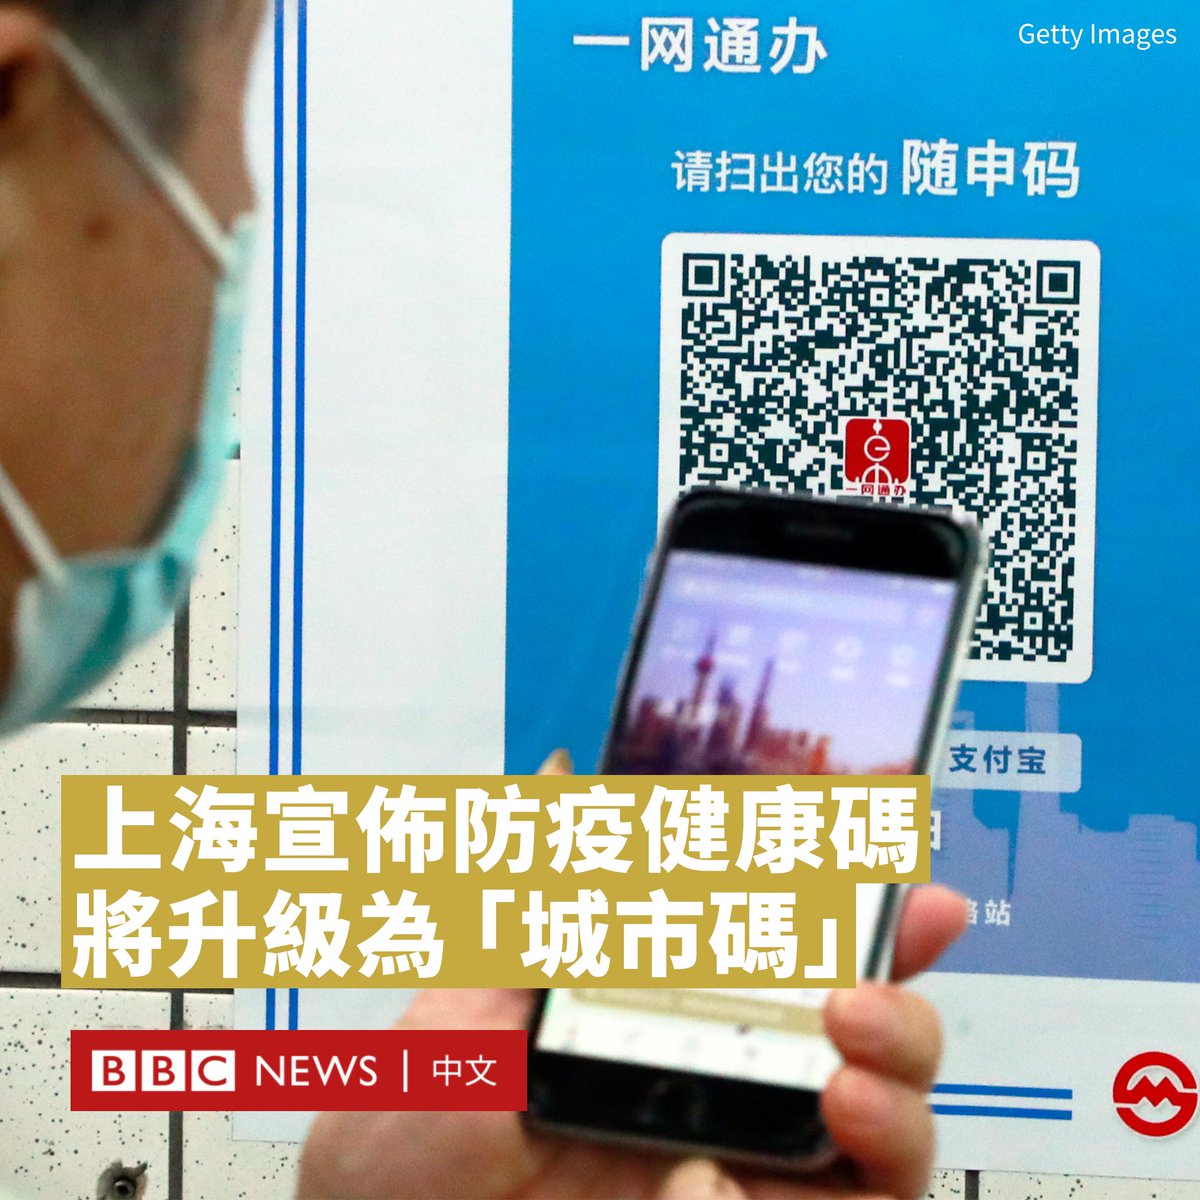 Getty Images
一网通办
请扫出您的 随申码
一网通办
支付宝
站
上海宣佈防疫健康碼
將升級為「城市碼」
BBC NEWS | 中文